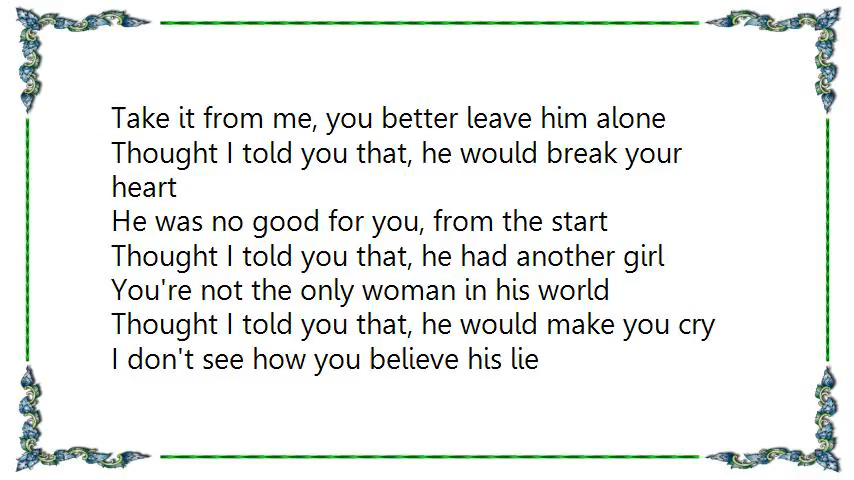 Take it from me, you better leave him alone
Thought I told you that, he would break your
heart
He was no good for you, from the start
Thought I told you that, he had another girl
You're not the only woman in his world
Thought I told you that, he would make you cry
I don't see how you believe his lie